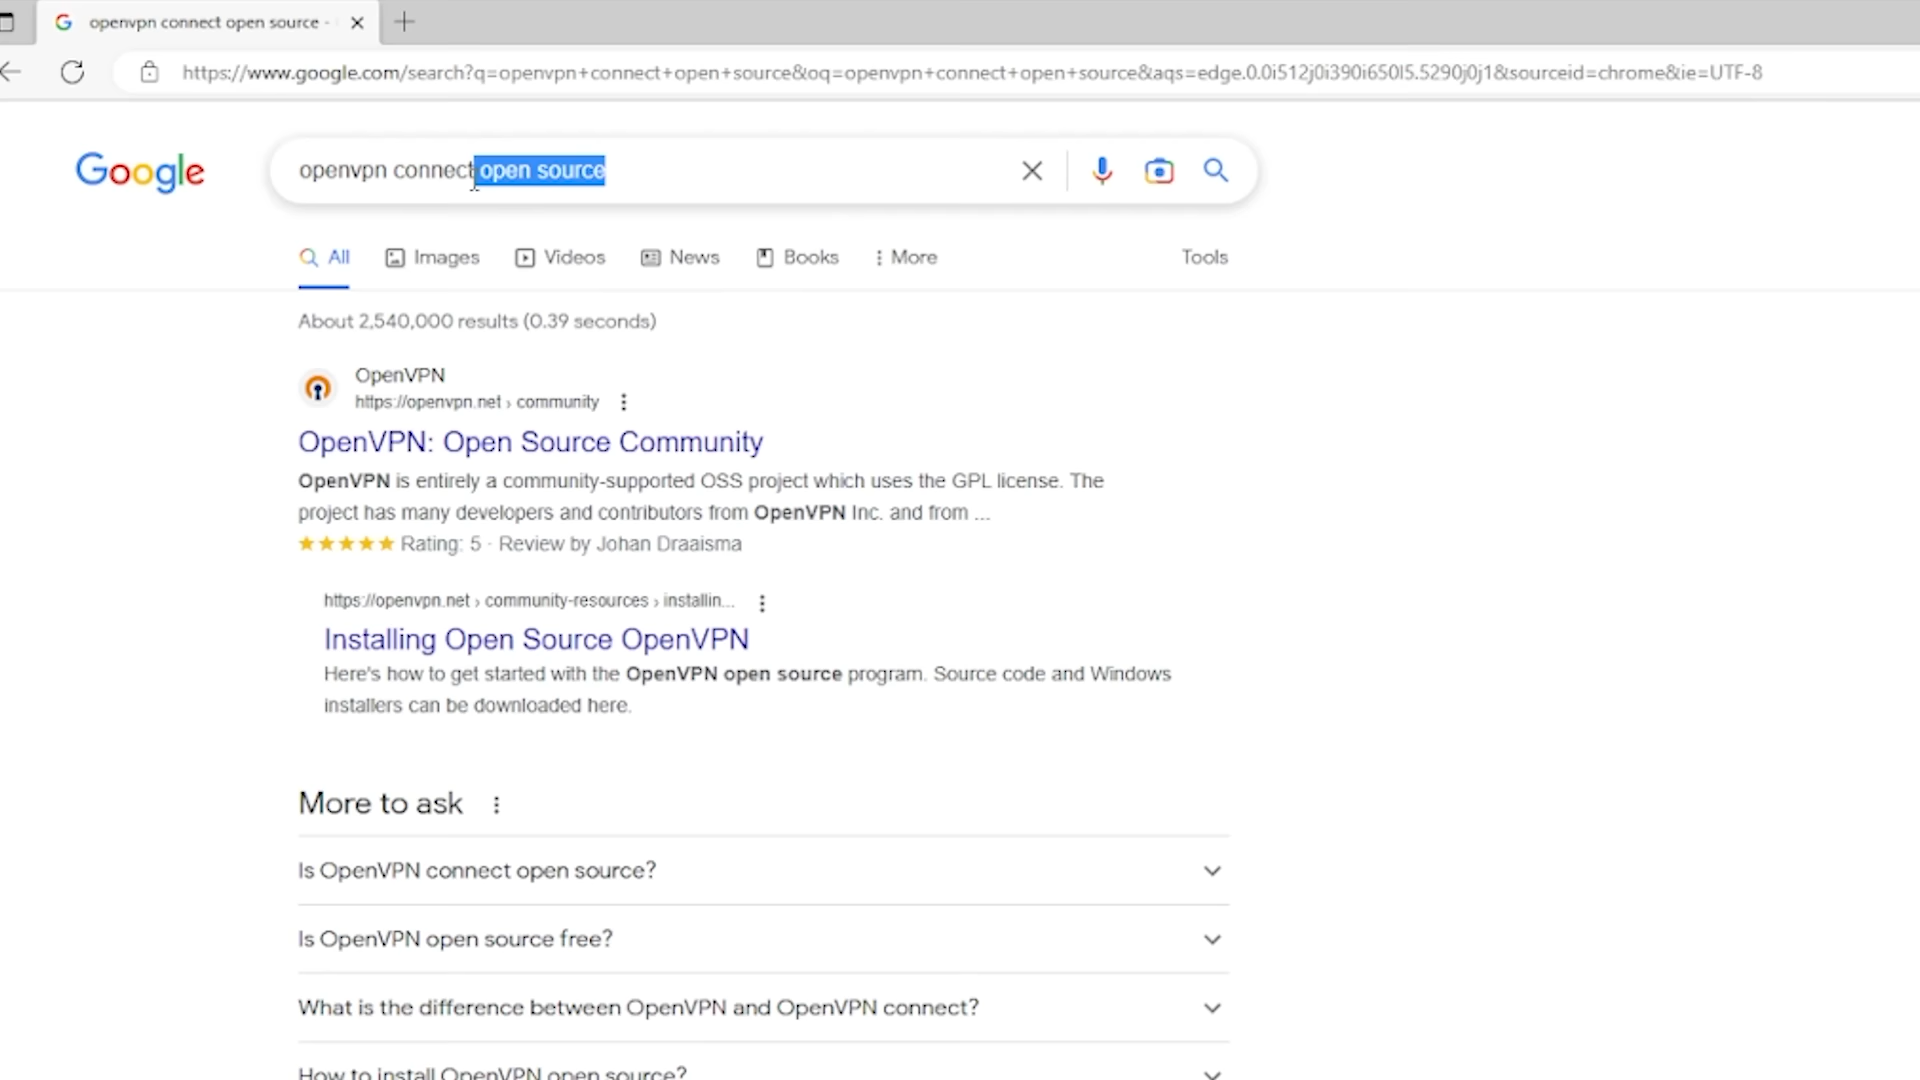 openvpn connect open source -
https://www.google.com/search?q=openvpn+connect+open+source&oq=openvpn+connect+open+source&aqs=edge.0.0i512j0i390i650l5.5290j0j1&sourceid=chrome&ie=UTF-8
Google
openvpn connect open source
All Images Videos News Books More Tools
About 2,540,000 results (0.39 seconds)
OpenVPN
https://openvpn.net › community
OpenVPN: Open Source Community
OpenVPN is entirely a community-supported OSS project which uses the GPL license. The
project has many developers and contributors from OpenVPN Inc. and from ...
Rating: 5 · Review by Johan Draaisma
https://openvpn.net › community-resources › installin...
Installing Open Source OpenVPN
Here's how to get started with the OpenVPN open source program. Source code and Windows
installers can be downloaded here.
More to ask
Is OpenVPN connect open source?
Is OpenVPN open source free?
What is the difference between OpenVPN and OpenVPN connect?
How to install OpenVPN open source?